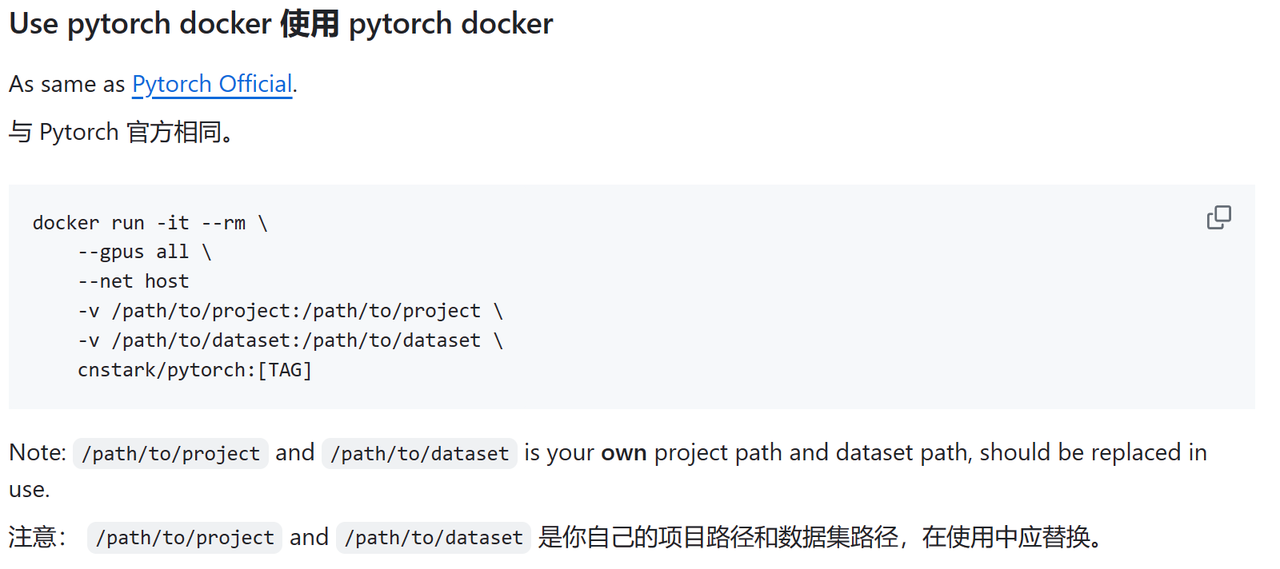 Use pytorch docker 使用 pytorch docker
As same as Pytorch Official.
与 Pytorch 官方相同。
docker run -it --rm \
    --gpus all \
    --net host
    -v /path/to/project:/path/to/project \
    -v /path/to/dataset:/path/to/dataset \
    cnstark/pytorch:[TAG]
Note: /path/to/project and /path/to/dataset is your own project path and dataset path, should be replaced in
use.
注意： /path/to/project and /path/to/dataset 是你自己的项目路径和数据集路径，在使用中应替换。